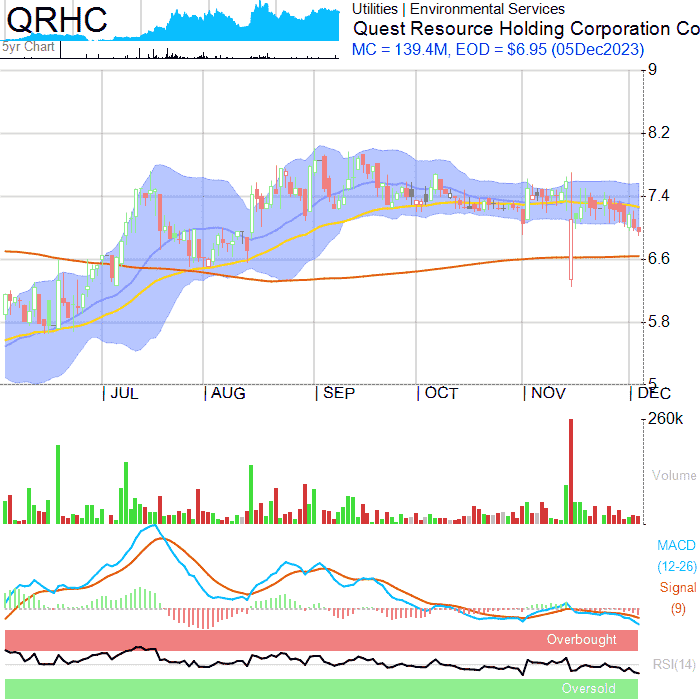 QRHC
5yr Chart
Utilities | Environmental Services
Quest Resource Holding Corporation Co
MC = 139.4M, EOD = $6.95 (05Dec2023)
9
8.2
7.4
6.6
5.8
5
JUL
AUG
SEP
OCT
NOV
DEC
260k
Volume
MACD
(12-26)
Signal
(9)
Overbought
RSI(14)
Oversold